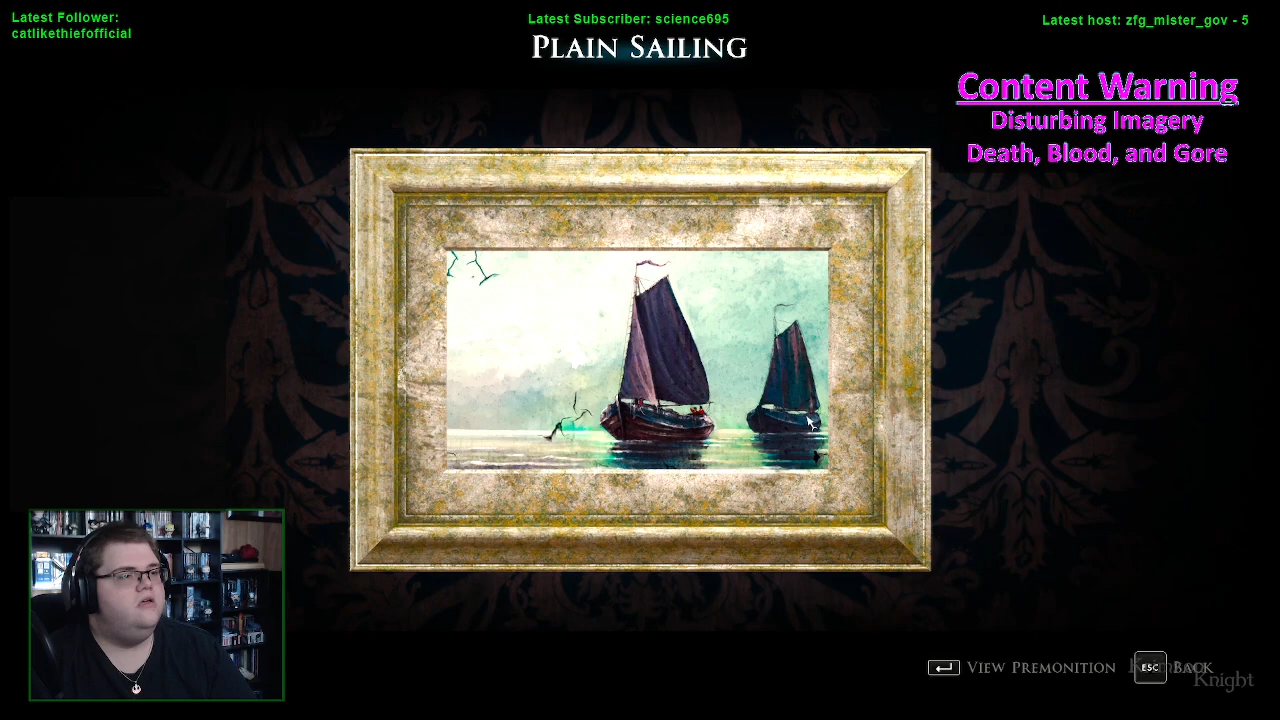 Latest Follower:
catlikethiefofficial
Latest Subscriber: science695
Latest host: zfg_mister_gov - 5
Plain Sailing
Content Warning
Disturbing Imagery
Death, Blood, and Gore
View Premonition
ESC Back
Knight